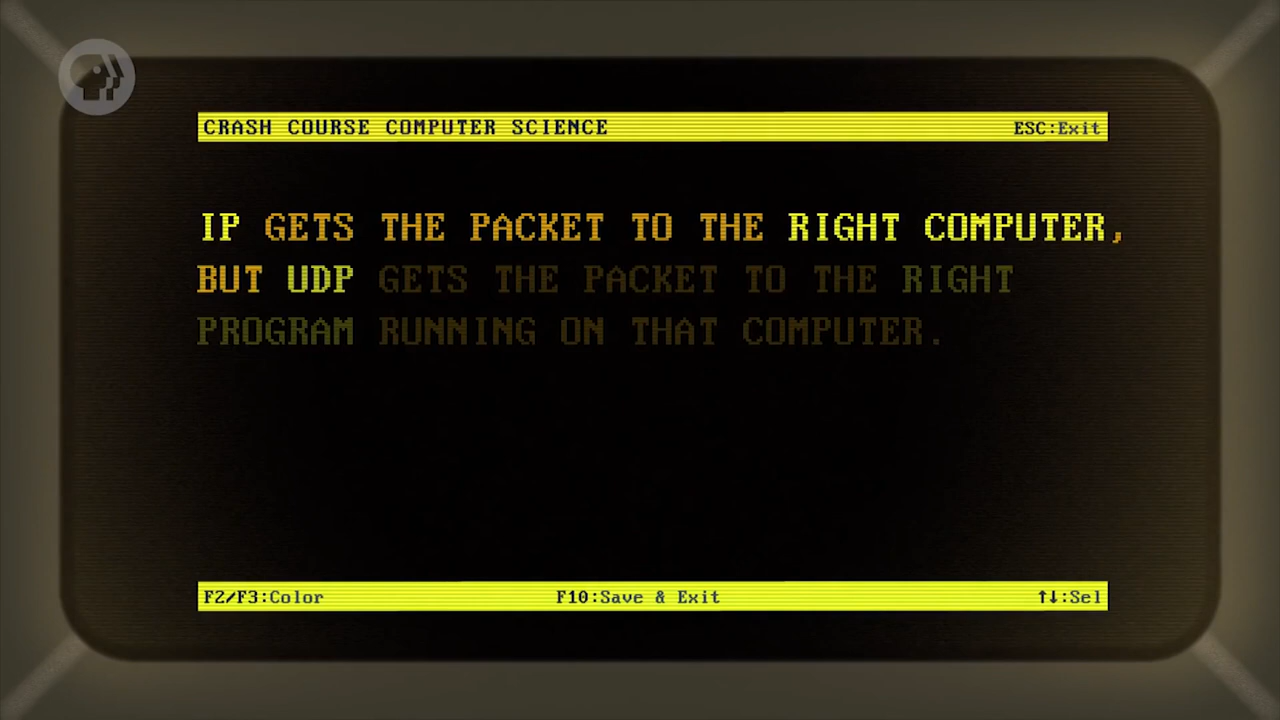 CRASH COURSE COMPUTER SCIENCE ESC:Exit
IP GETS THE PACKET TO THE RIGHT COMPUTER,
BUT UDP GETS THE PACKET TO THE RIGHT
PROGRAM RUNNING ON THAT COMPUTER.
F2/F3:Color F10:Save & Exit ↑↓:Sel